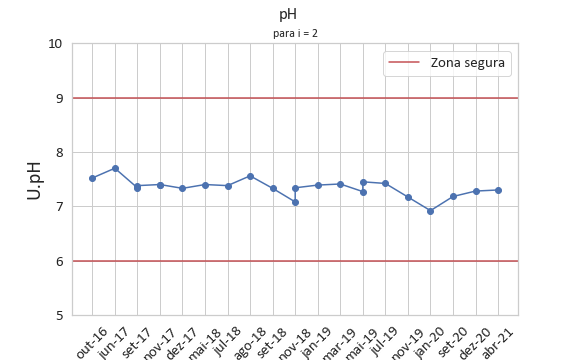 pH
para i = 2
10
Zona segura
9
8
U.pH
7
6
5
out-16 jun-17 set-17 nov-17 dez-17 mai-18 jul-18 ago-18 set-18 nov-18 jan-19 mar-19 mai-19 jul-19 nov-19 jan-20 set-20 dez-20 abr-21